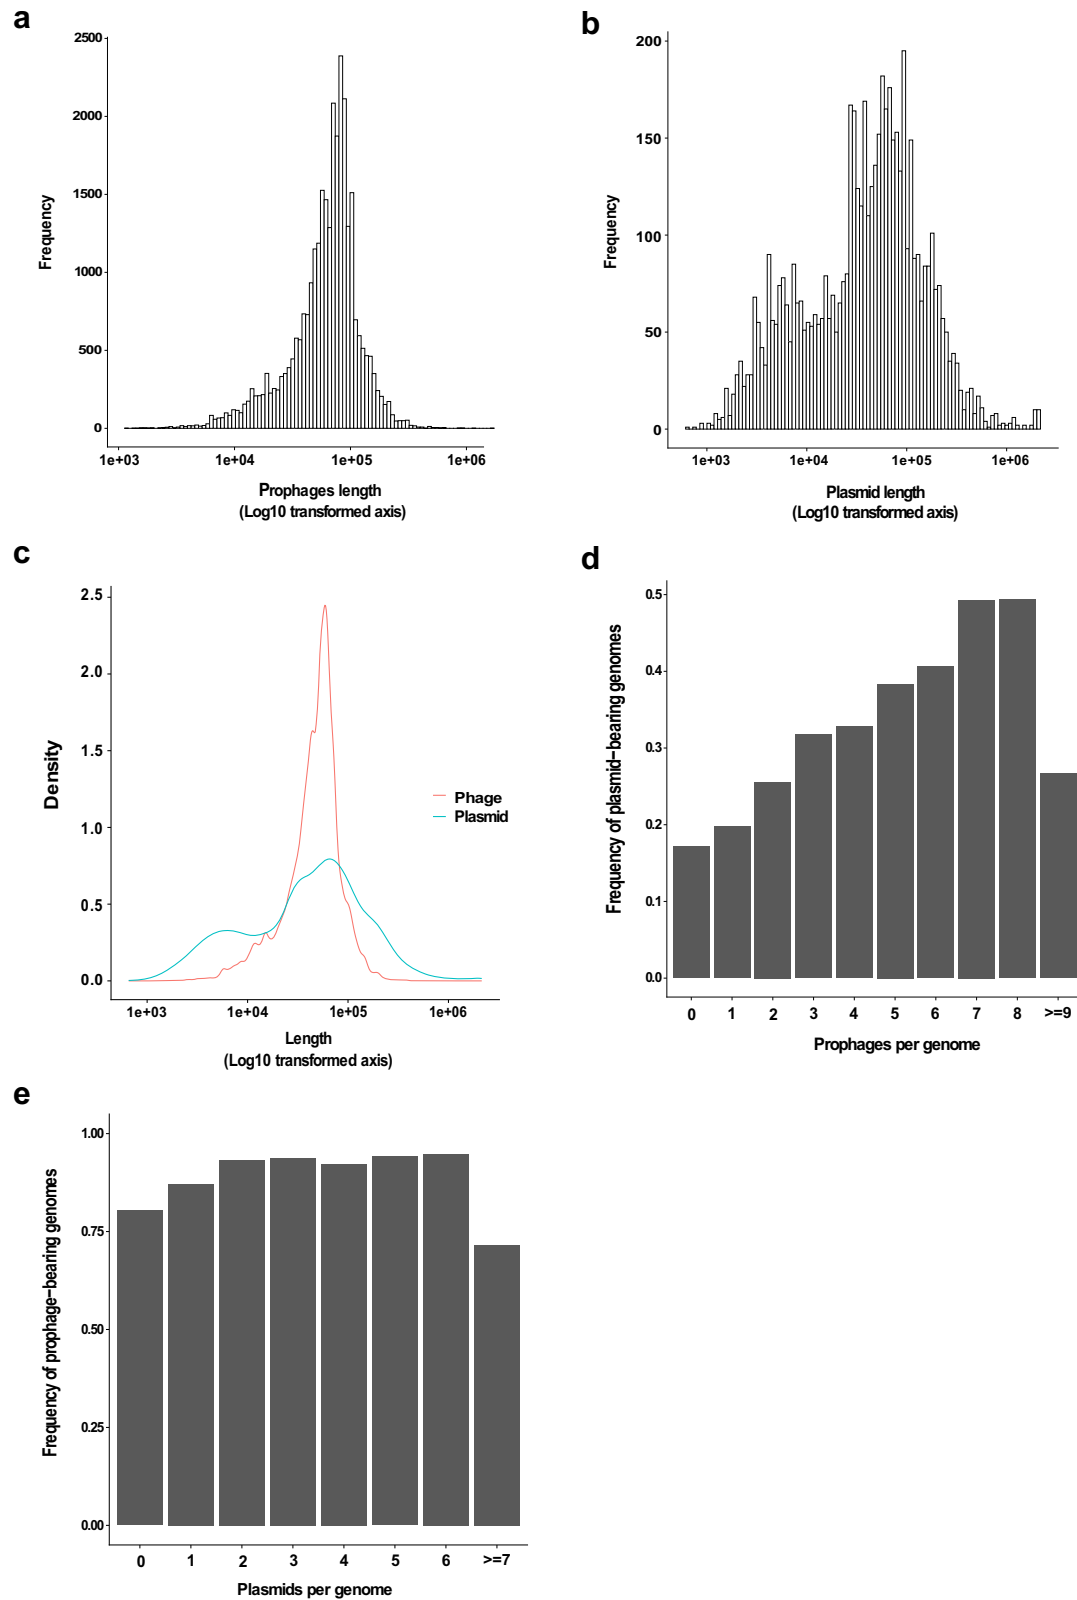 a
2500
2000
1500
1000
500
0
Frequency
1e+03 1e+04 1e+05 1e+06
Prophages length
(Log10 transformed axis)
b
200
150
100
50
0
Frequency
1e+03 1e+04 1e+05 1e+06
Plasmid length
(Log10 transformed axis)
c
2.5
2.0
1.5
1.0
0.5
0.0
Density
Phage
Plasmid
1e+03 1e+04 1e+05 1e+06
Length
(Log10 transformed axis)
d
0.5
0.4
0.3
0.2
0.1
0.0
Frequency of plasmid−bearing genomes
0 1 2 3 4 5 6 7 8 >=9
Prophages per genome
e
1.00
0.75
0.50
0.25
0.00
Frequency of prophage−bearing genomes
0 1 2 3 4 5 6 >=7
Plasmids per genome